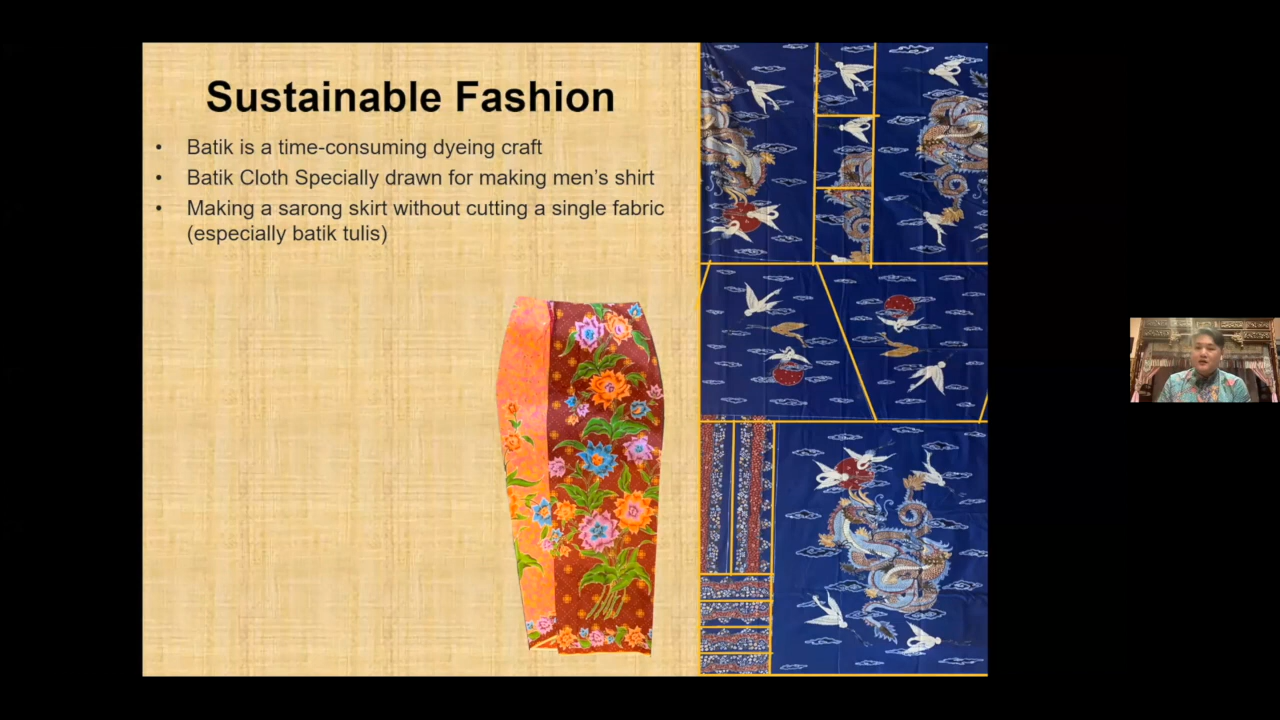 Sustainable Fashion
• Batik is a time-consuming dyeing craft
• Batik Cloth Specially drawn for making men's shirt
• Making a sarong skirt without cutting a single fabric
(especially batik tulis)